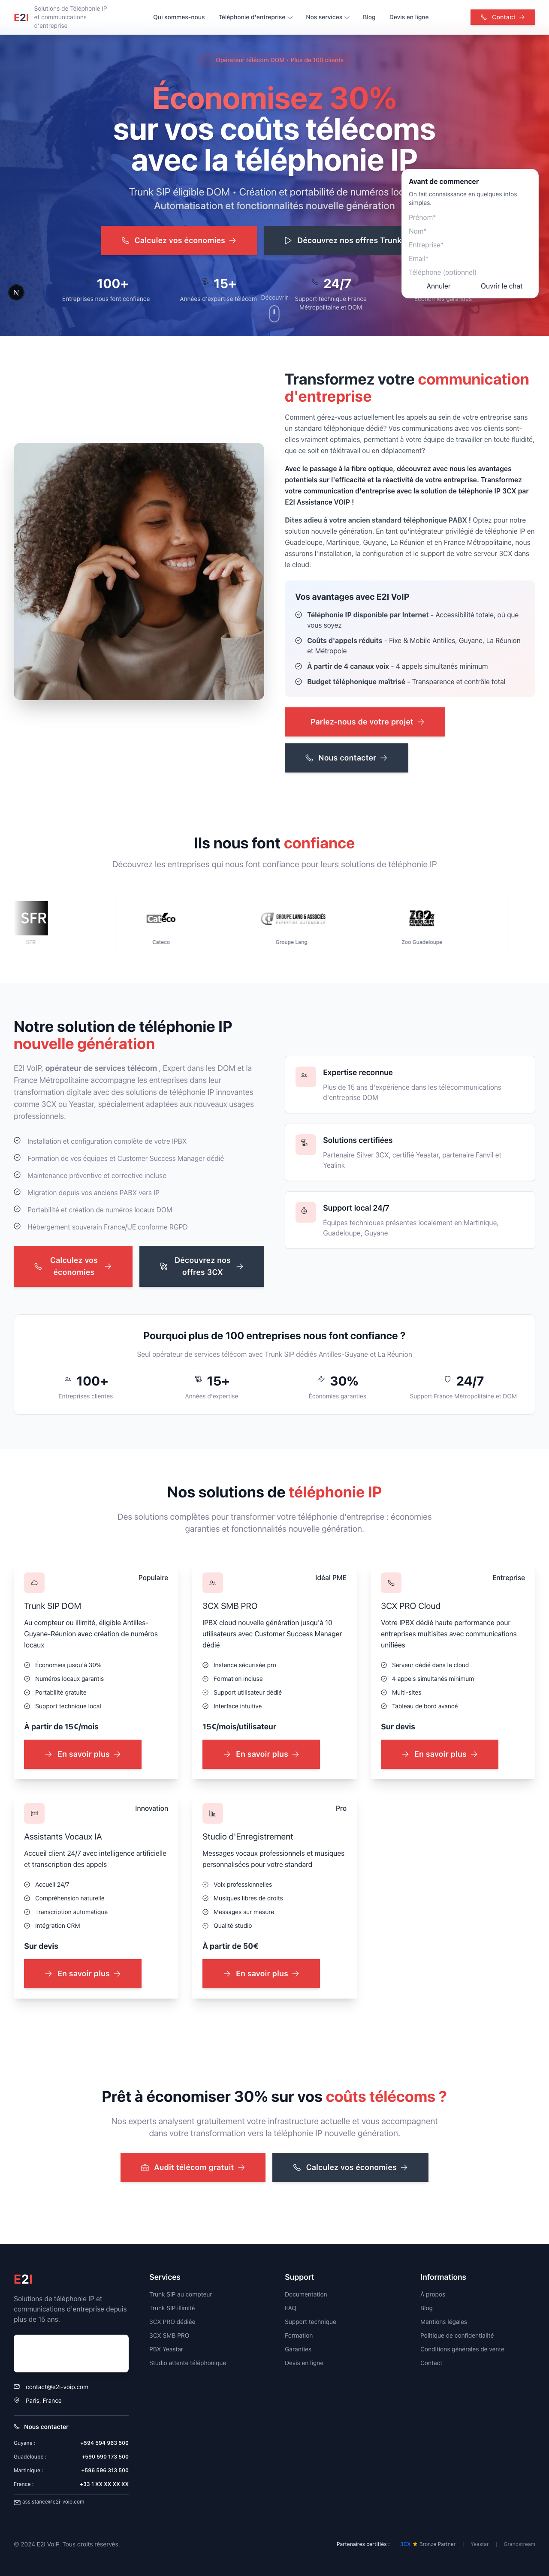 E2I
Solutions de Téléphonie IP
et communications
d'entreprise
Qui sommes-nous
Téléphonie d'entreprise
Nos services
Blog
Devis en ligne
Contact
Opérateur télécom DOM • Plus de 100 clients
Économisez 30%
sur vos coûts télécoms
avec la téléphonie IP
Trunk SIP éligible DOM • Création et portabilité de numéros
Automatisation et fonctionnalités nouvelle génération
Calculez vos économies
Découvrez nos offres Trunk
100+
Entreprises nous font confiance
15+
Années d'expertise télécom
Découvrir
24/7
Support technique France
Métropolitaine et DOM
Économies garanties
Avant de commencer
On fait connaissance en quelques infos
simples.
Prénom*
Nom*
Entreprise*
Email*
Téléphone (optionnel)
Annuler
Ouvrir le chat
N
Transformez votre communication
d'entreprise
Comment gérez-vous actuellement les appels au sein de votre entreprise sans
un standard téléphonique dédié? Vos communications avec vos clients sont-
elles vraiment optimales, permettant à votre équipe de travailler en toute fluidité,
que ce soit en télétravail ou en déplacement?
Avec le passage à la fibre optique, découvrez avec nous les avantages
potentiels sur l'efficacité et la réactivité de votre entreprise. Transformez
votre communication d'entreprise avec la solution de téléphonie IP 3CX par
E2I Assistance VOIP !
Dites adieu à votre ancien standard téléphonique PABX ! Optez pour notre
solution nouvelle génération. En tant qu'intégrateur privilégié de téléphonie IP en
Guadeloupe, Martinique, Guyane, La Réunion et en France Métropolitaine, nous
assurons l'installation, la configuration et le support de votre serveur 3CX dans
le cloud.
Vos avantages avec E2I VoIP
Téléphonie IP disponible par Internet - Accessibilité totale, où que
vous soyez
Coûts d'appels réduits - Fixe & Mobile Antilles, Guyane, La Réunion
et Métropole
À partir de 4 canaux voix - 4 appels simultanés minimum
Budget téléphonique maîtrisé - Transparence et contrôle total
Parlez-nous de votre projet
Nous contacter
Ils nous font confiance
Découvrez les entreprises qui nous font confiance pour leurs solutions de téléphonie IP
SFR
Cateco
GROUPE LANG & ASSOCIÉS
EXPERTISE AUTOMOBILE
ZOO
GUADELOUPE
SFR
Cateco
Groupe Lang
Zoo Guadeloupe
Notre solution de téléphonie IP
nouvelle génération
E2I VoIP, opérateur de services télécom , Expert dans les DOM et la
France Métropolitaine accompagne les entreprises dans leur
transformation digitale avec des solutions de téléphonie IP innovantes
comme 3CX ou Yeastar, spécialement adaptées aux nouveaux usages
professionnels.
Installation et configuration complète de votre IPBX
Formation de vos équipes et Customer Success Manager dédié
Maintenance préventive et corrective incluse
Migration depuis vos anciens PABX vers IP
Portabilité et création de numéros locaux DOM
Hébergement souverain France/UE conforme RGPD
Calculez vos
économies
Découvrez nos
offres 3CX
Expertise reconnue
Plus de 15 ans d'expérience dans les télécommunications
d'entreprise DOM
Solutions certifiées
Partenaire Silver 3CX, certifié Yeastar, partenaire Fanvil et
Yealink
Support local 24/7
Équipes techniques présentes localement en Martinique,
Guadeloupe, Guyane
Pourquoi plus de 100 entreprises nous font confiance ?
Seul opérateur de services télécom avec Trunk SIP dédiés Antilles-Guyane et La Réunion
100+
Entreprises clientes
15+
Années d'expertise
30%
Économies garanties
24/7
Support France Métropolitaine et DOM
Nos solutions de téléphonie IP
Des solutions complètes pour transformer votre téléphonie d'entreprise : économies
garanties et fonctionnalités nouvelle génération.
Populaire
Trunk SIP DOM
Au compteur ou illimité, éligible Antilles-
Guyane-Réunion avec création de numéros
locaux
Économies jusqu'à 30%
Numéros locaux garantis
Portabilité gratuite
Support technique local
À partir de 15€/mois
En savoir plus
Idéal PME
3CX SMB PRO
IPBX cloud nouvelle génération jusqu'à 10
utilisateurs avec Customer Success Manager
dédié
Instance sécurisée pro
Formation incluse
Support utilisateur dédié
Interface intuitive
15€/mois/utilisateur
En savoir plus
Entreprise
3CX PRO Cloud
Votre IPBX dédié haute performance pour
entreprises multisites avec communications
unifiées
Serveur dédié dans le cloud
4 appels simultanés minimum
Multi-sites
Tableau de bord avancé
Sur devis
En savoir plus
Innovation
Assistants Vocaux IA
Accueil client 24/7 avec intelligence artificielle
et transcription des appels
Accueil 24/7
Compréhension naturelle
Transcription automatique
Intégration CRM
Sur devis
En savoir plus
Pro
Studio d'Enregistrement
Messages vocaux professionnels et musiques
personnalisées pour votre standard
Voix professionnelles
Musiques libres de droits
Messages sur mesure
Qualité studio
À partir de 50€
En savoir plus
Prêt à économiser 30% sur vos coûts télécoms ?
Nos experts analysent gratuitement votre infrastructure actuelle et vous accompagnent
dans votre transformation vers la téléphonie IP nouvelle génération.
Audit télécom gratuit
Calculez vos économies
E2I
Solutions de téléphonie IP et
communications d'entreprise depuis
plus de 15 ans.
contact@e2i-voip.com
Paris, France
Nous contacter
Guyane : +594 594 963 500
Guadeloupe : +590 590 173 500
Martinique : +596 596 313 500
France : +33 1 XX XX XX XX
assistance@e2i-voip.com
Services
Trunk SIP au compteur
Trunk SIP illimité
3CX PRO dédiée
3CX SMB PRO
PBX Yeastar
Studio attente téléphonique
Support
Documentation
FAQ
Support technique
Formation
Garanties
Devis en ligne
Informations
À propos
Blog
Mentions légales
Politique de confidentialité
Conditions générales de vente
Contact
© 2024 E2I VoIP. Tous droits réservés.
Partenaires certifiés : 3CX ⭐ Bronze Partner | Yeastar | Grandstream